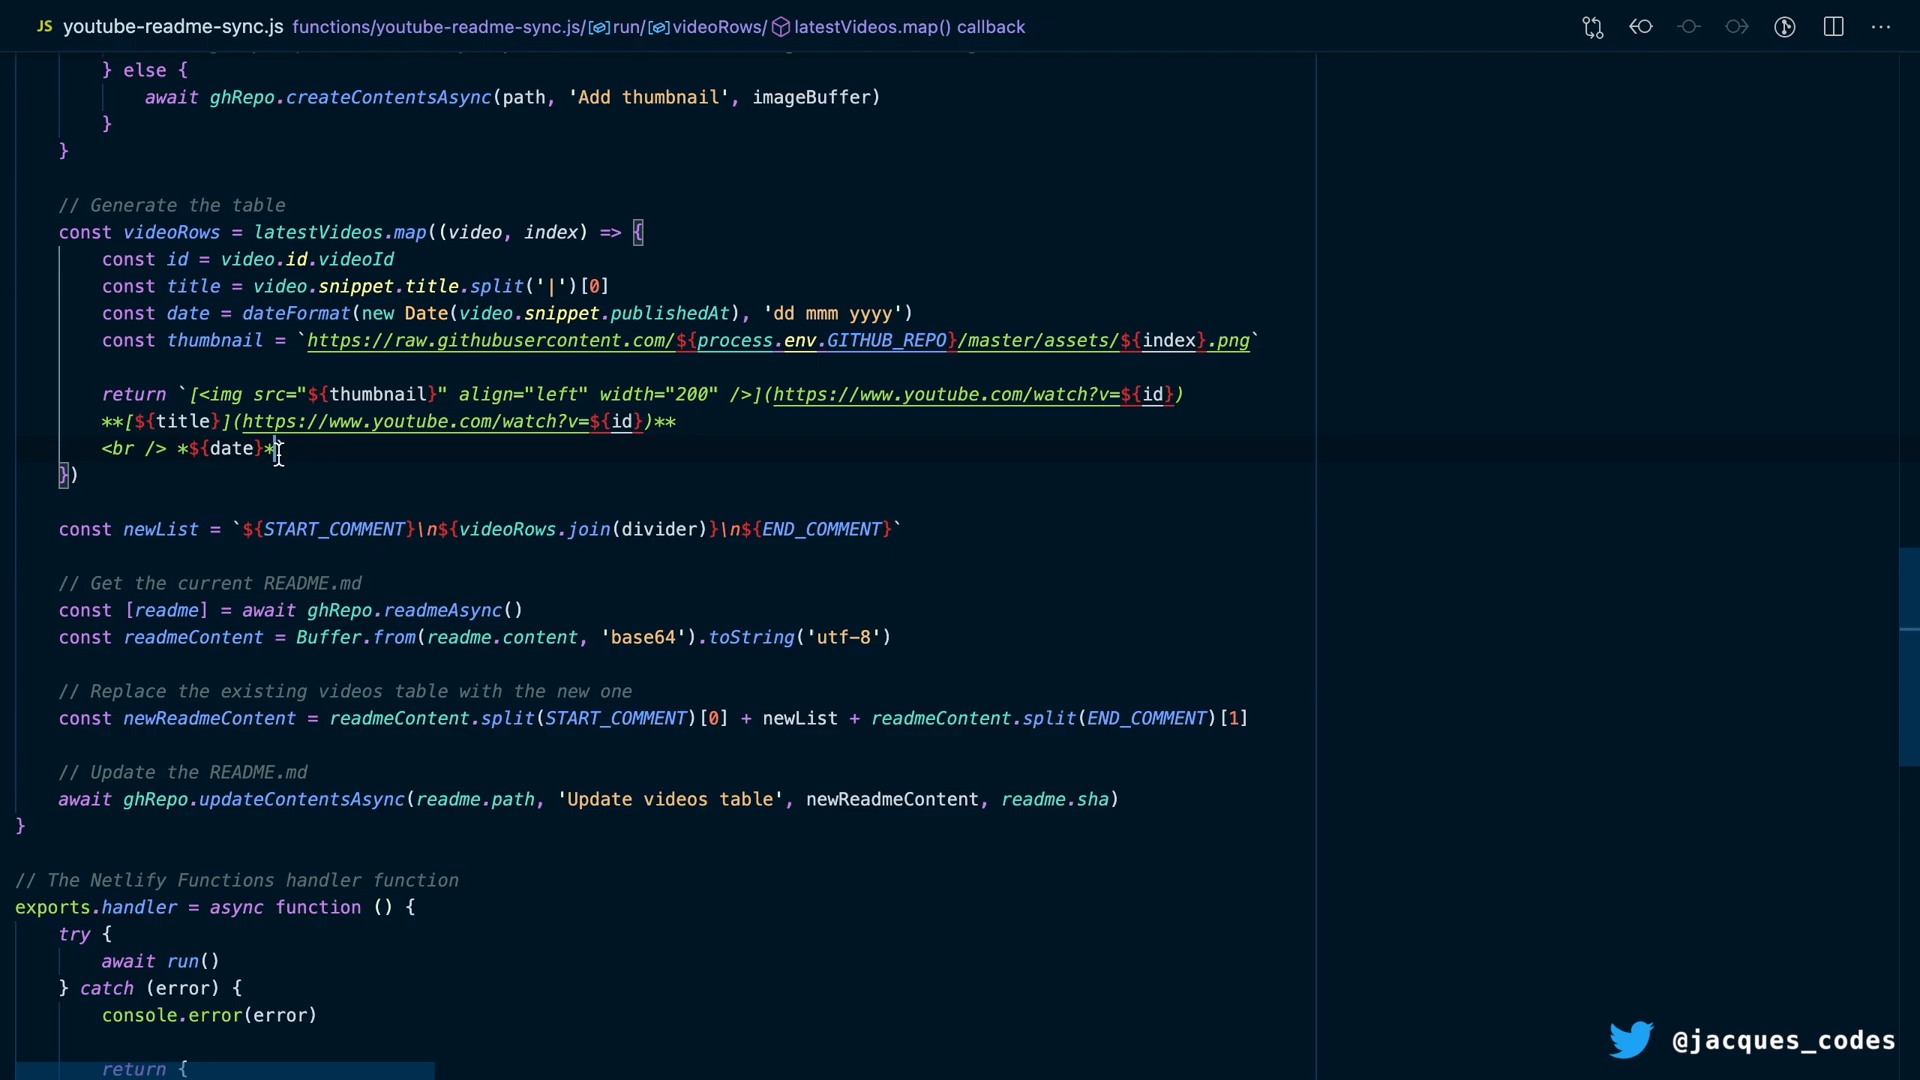 JS youtube-readme-sync.js functions/youtube-readme-sync.js/run/videoRows/latestVideos.map() callback
} else {
await ghRepo.createContentsAsync(path, 'Add thumbnail', imageBuffer)
}
}
// Generate the table
const videoRows = latestVideos.map((video, index) => {
const id = video.id.videoId
const title = video.snippet.title.split('|')[0]
const date = dateFormat(new Date(video.snippet.publishedAt), 'dd mmm yyyy')
const thumbnail = `https://raw.githubusercontent.com/${process.env.GITHUB_REPO}/master/assets/${index}.png`
return `[<img src="${thumbnail}" align="left" width="200" />](https://www.youtube.com/watch?v=${id})
**[${title}](https://www.youtube.com/watch?v=${id})**
<br /> *${date}*
})
const newList = `${START_COMMENT}\n${videoRows.join(divider)}\n${END_COMMENT}`
// Get the current README.md
const [readme] = await ghRepo.readmeAsync()
const readmeContent = Buffer.from(readme.content, 'base64').toString('utf-8')
// Replace the existing videos table with the new one
const newReadmeContent = readmeContent.split(START_COMMENT)[0] + newList + readmeContent.split(END_COMMENT)[1]
// Update the README.md
await ghRepo.updateContentsAsync(readme.path, 'Update videos table', newReadmeContent, readme.sha)
}
// The Netlify Functions handler function
exports.handler = async function () {
try {
await run()
} catch (error) {
console.error(error)
return {
@jacques_codes